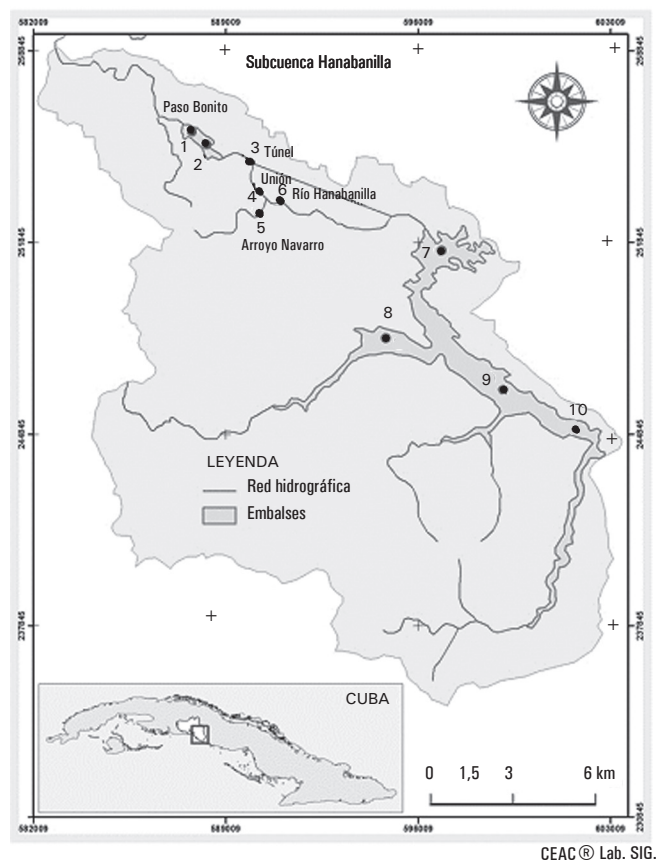 582009 589009 596009 603009
258845 258845
Subcuenca Hanabanilla
Paso Bonito
1
2
3 Túnel
Unión
4
6 Río Hanabanilla
5
Arroyo Navarro
251845 251845
7
8
9
10
244845 244845
LEYENDA
Red hidrográfica
Embalses
237845 237845
CUBA
0 1,5 3 6 km
230845
582009 589009 596009 603009
CEAC® Lab. SIG.